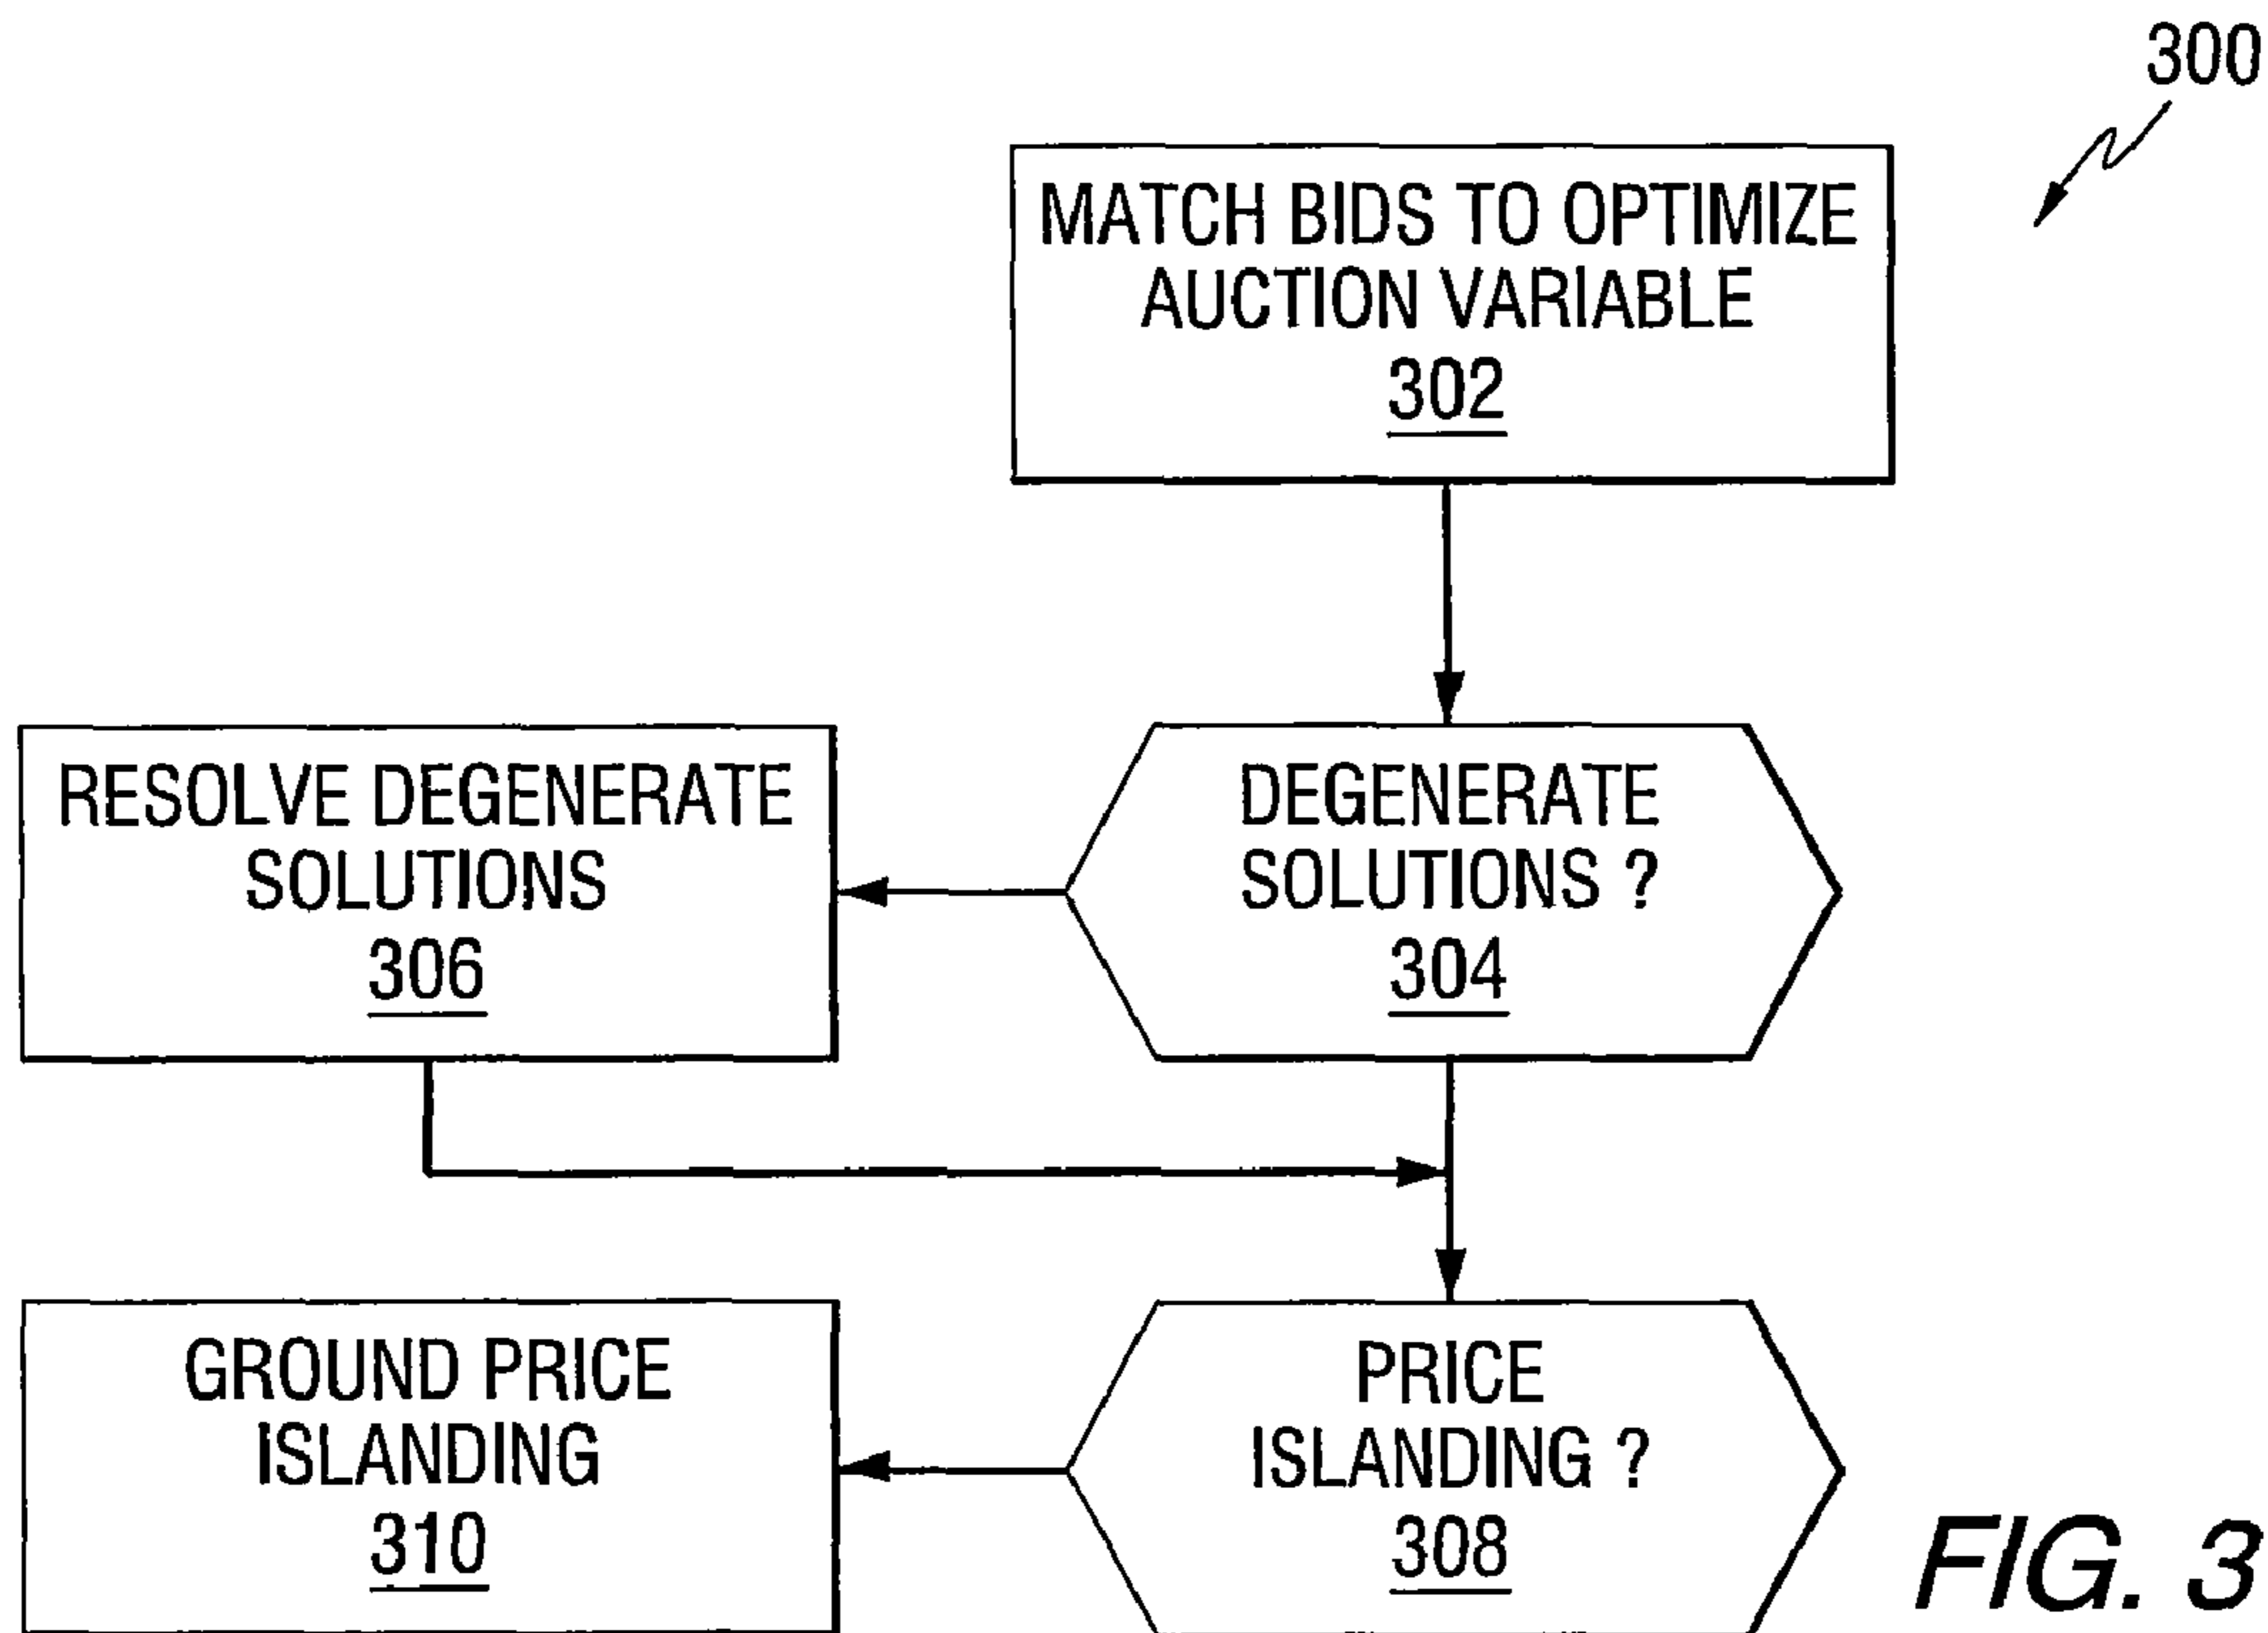 300
MATCH BIDS TO OPTIMIZE
AUCTION VARIABLE
302
RESOLVE DEGENERATE
SOLUTIONS
306
DEGENERATE
SOLUTIONS ?
304
GROUND PRICE
ISLANDING
310
PRICE
ISLANDING ?
308
FIG. 3